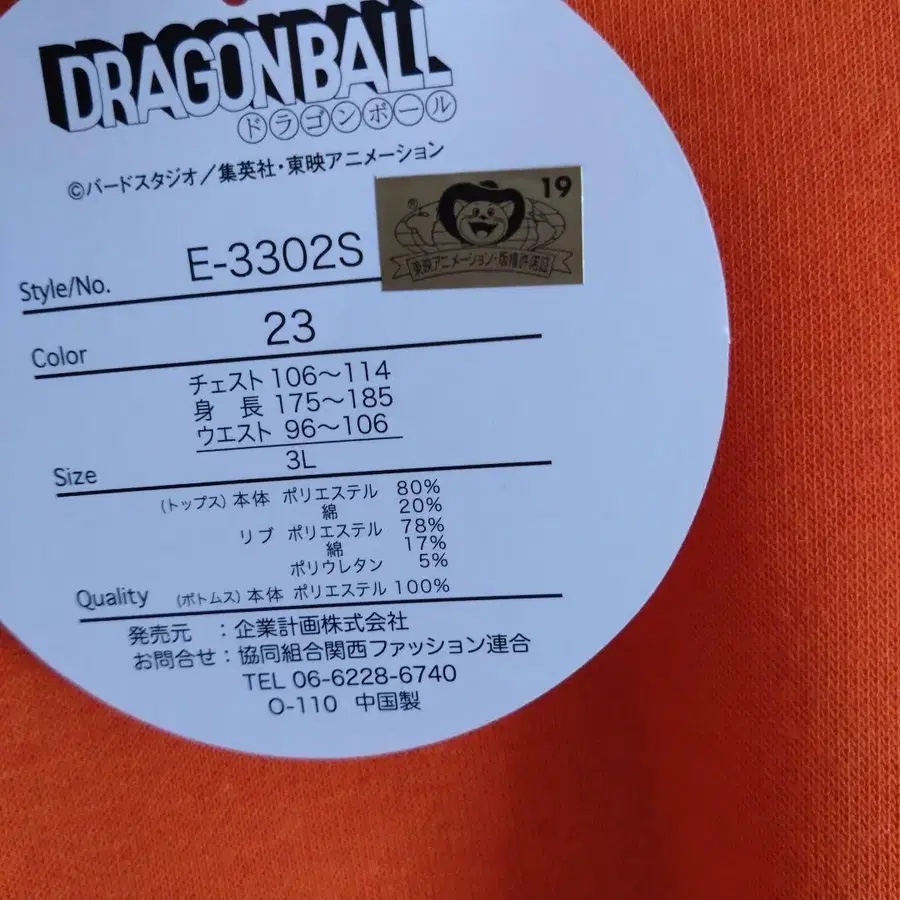 DRAGON BALL
ドラゴンボール
©バードスタジオ／集英社・東映アニメーション
19
®
東映アニメーション・版権許諾証
Style/No. E-3302S
Color 23
チェスト 106～114
身 長 175～185
ウエスト 96～106
Size 3L
(トップス) 本体 ポリエステル 80%
綿 20%
リブ ポリエステル 78%
綿 17%
ポリウレタン 5%
Quality (ボトムス) 本体 ポリエステル 100%
発売元 ：企業計画株式会社
お問合せ：協同組合関西ファッション連合
TEL 06-6228-6740
O-110 中国製